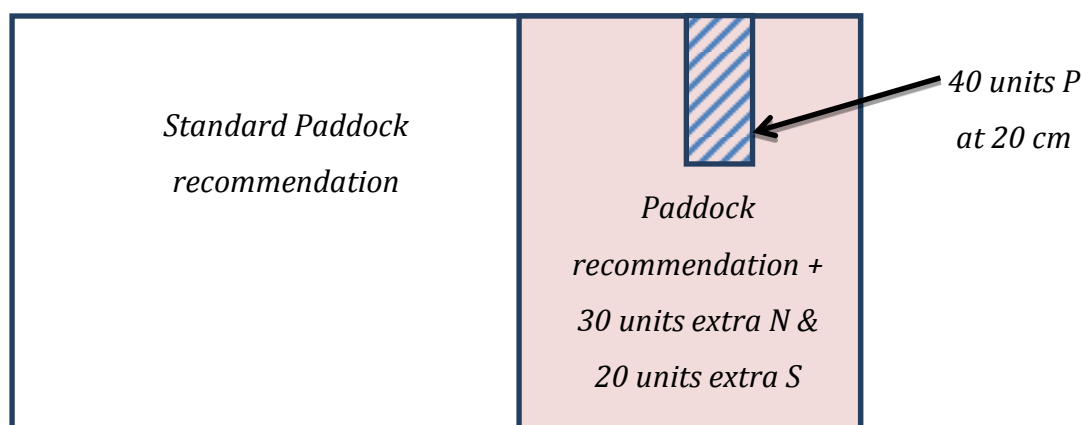 Standard Paddock
recommendation
40 units P
at 20 cm
Paddock
recommendation +
30 units extra N &
20 units extra S